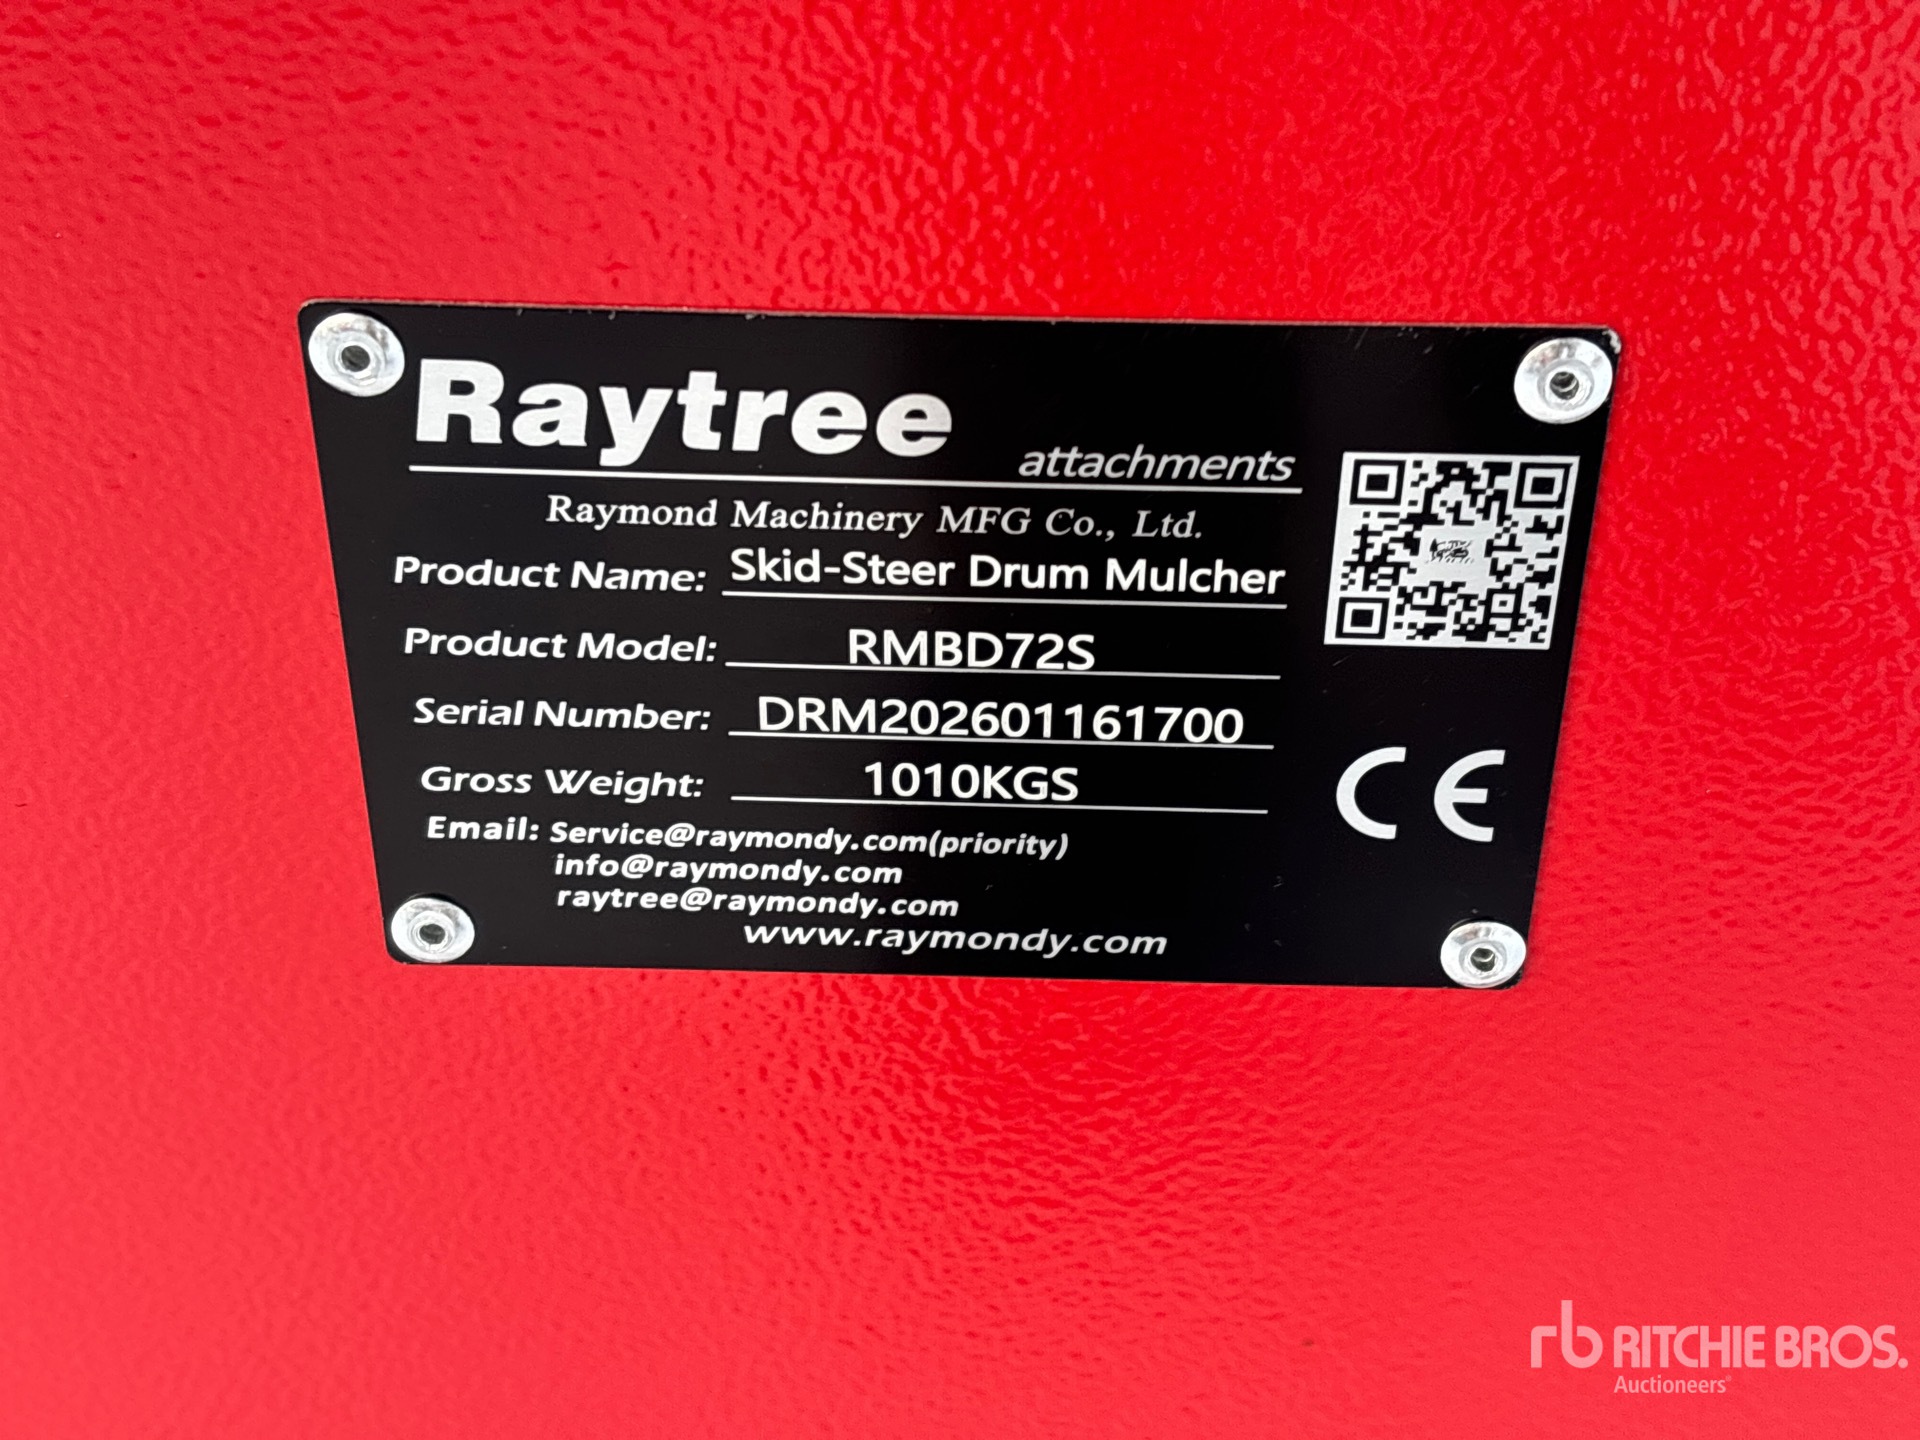 Raytree
attachments
Raymond Machinery MFG Co., Ltd.
Product Name: Skid-Steer Drum Mulcher
Product Model: RMBD72S
Serial Number: DRM202601161700
Gross Weight: 1010KGS
Email: Service@raymondy.com(priority)
info@raymondy.com
raytree@raymondy.com
www.raymondy.com
CE
rb RITCHIE BROS.
Auctioneers